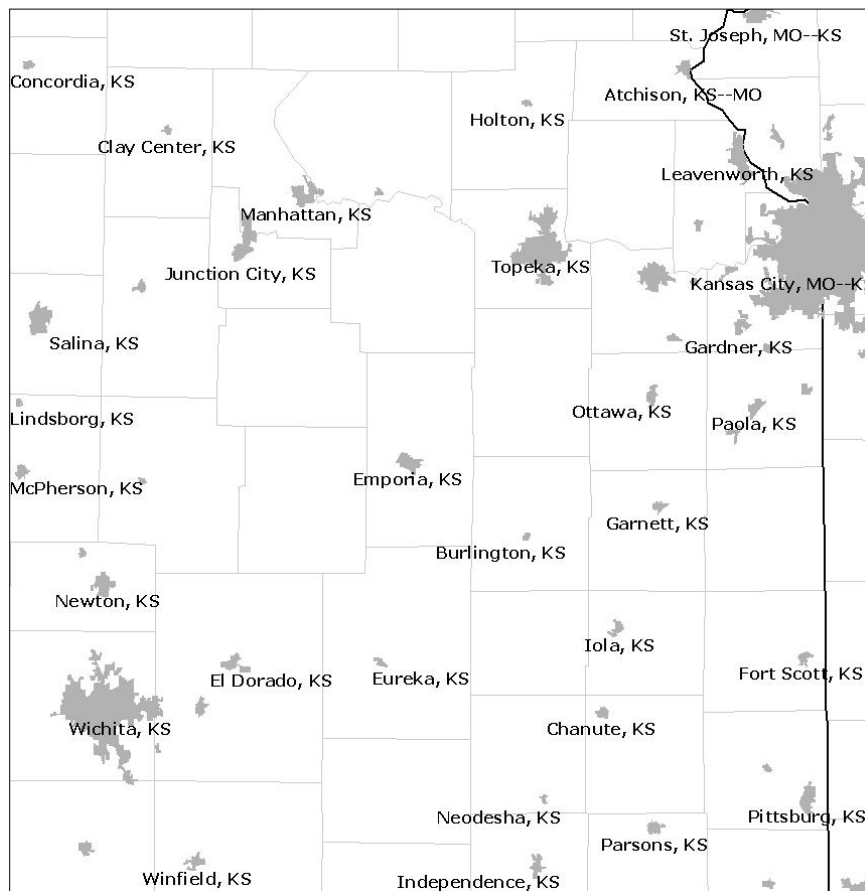 St. Joseph, MO--KS
Concordia, KS
Atchison, KS--MO
Holton, KS
Clay Center, KS
Leavenworth, KS
Manhattan, KS
Topeka, KS
Junction City, KS
Kansas City, MO--K
Salina, KS
Gardner, KS
Lindsborg, KS
Ottawa, KS
Paola, KS
Emporia, KS
McPherson, KS
Garnett, KS
Burlington, KS
Newton, KS
Iola, KS
El Dorado, KS
Eureka, KS
Fort Scott, KS
Wichita, KS
Chanute, KS
Neodesha, KS
Pittsburg, KS
Parsons, KS
Winfield, KS
Independence, KS